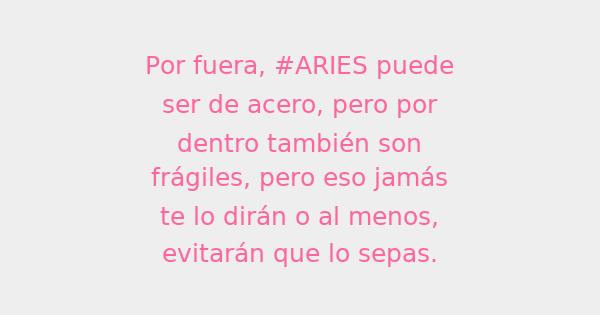 Por fuera, #ARIES puede
ser de acero, pero por
dentro también son
frágiles, pero eso jamás
te lo dirán o al menos,
evitarán que lo sepas.